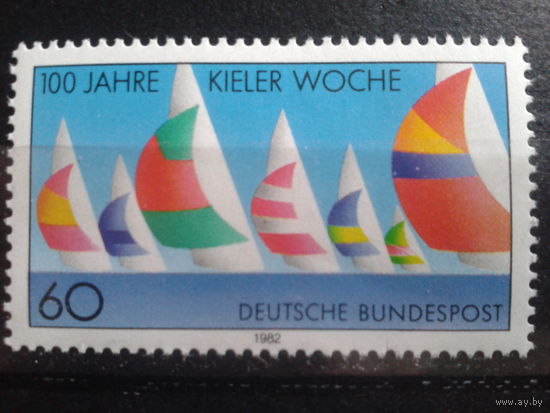 100 JAHRE KIELER WOCHE
60
DEUTSCHE BUNDESPOST
1982
© www.ay.by